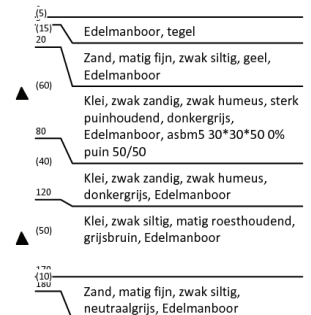 (5)
(15)
Edelmanboor, tegel
20
Zand, matig fijn, zwak siltig, geel,
Edelmanboor
(60)
Klei, zwak zandig, zwak humeus, sterk
puinhoudend, donkergrijs,
Edelmanboor, asbm5 30*30*50 0%
puin 50/50
80
(40)
Klei, zwak zandig, zwak humeus,
donkergrijs, Edelmanboor
120
Klei, zwak siltig, matig roesthoudend,
grijsbruin, Edelmanboor
(50)
170
(10)
180
Zand, matig fijn, zwak siltig,
neutraalgrijs, Edelmanboor